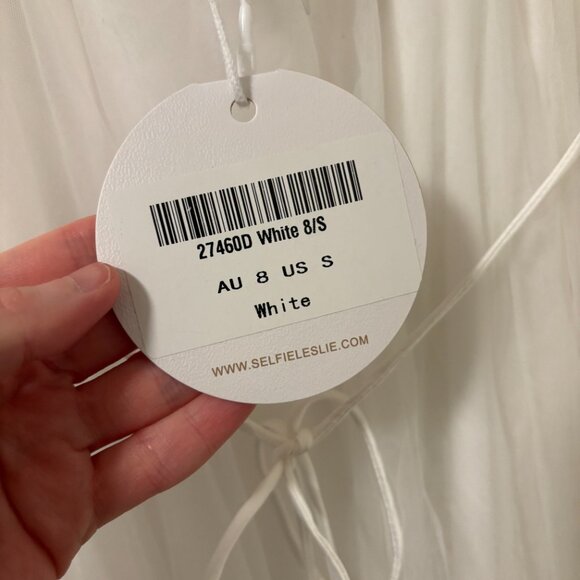 27460D White 8/S
AU 8 US S
White
WWW.SELFIELESLIE.COM